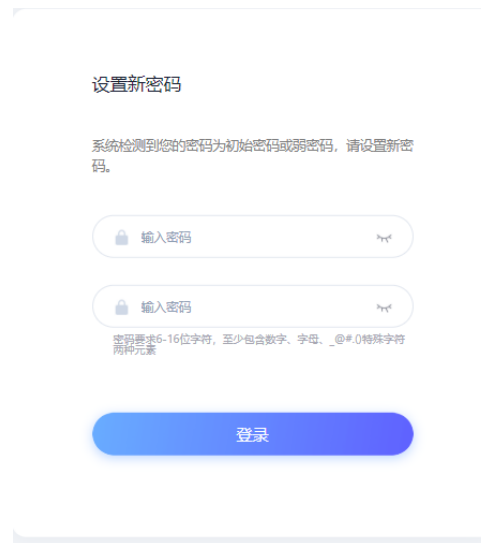 设置新密码
系统检测到您的密码为初始密码或弱密码，请设置新密
码。
输入密码
输入密码
密码要求6-16位字符，至少包含数字、字母、_@#.()特殊字符
两种元素
登录